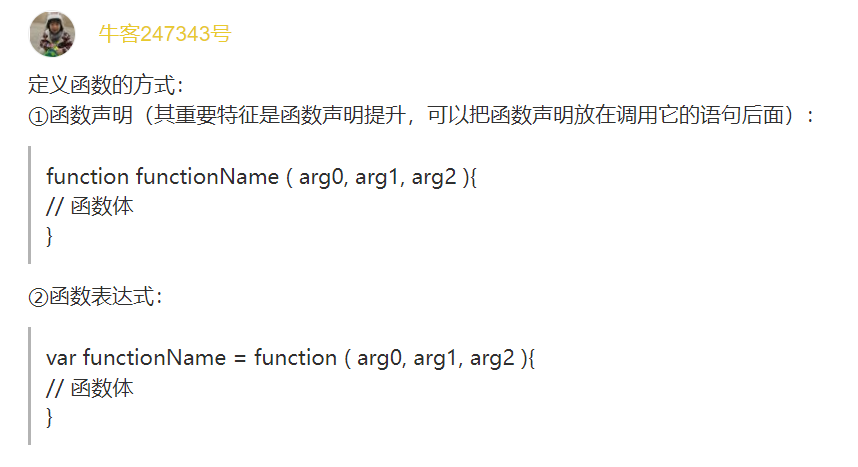 牛客247343号
定义函数的方式：
①函数声明（其重要特征是函数声明提升，可以把函数声明放在调用它的语句后面）：
function functionName ( arg0, arg1, arg2 ){
// 函数体
}
②函数表达式：
var functionName = function ( arg0, arg1, arg2 ){
// 函数体
}